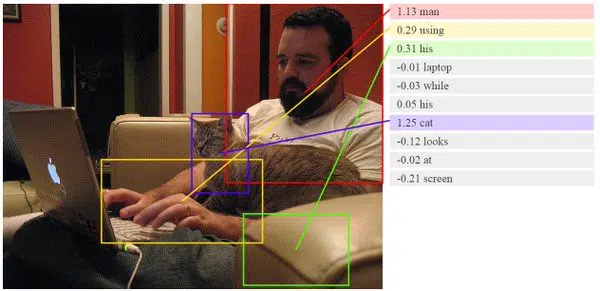 1.13 man
0.29 using
0.31 his
-0.01 laptop
-0.03 while
0.05 his
1.25 cat
-0.12 looks
-0.02 at
-0.21 screen